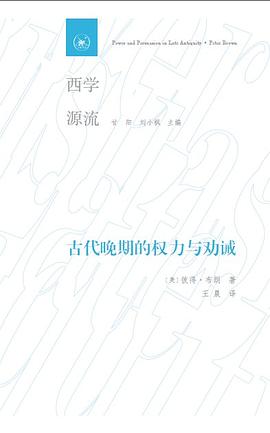 Power and Persuasion in Late Antiquity · Peter Brown
西学
源流 甘 阳 刘小枫 主编
古代晚期的权力与劝诫
〔美〕彼得·布朗 著
王晨 译